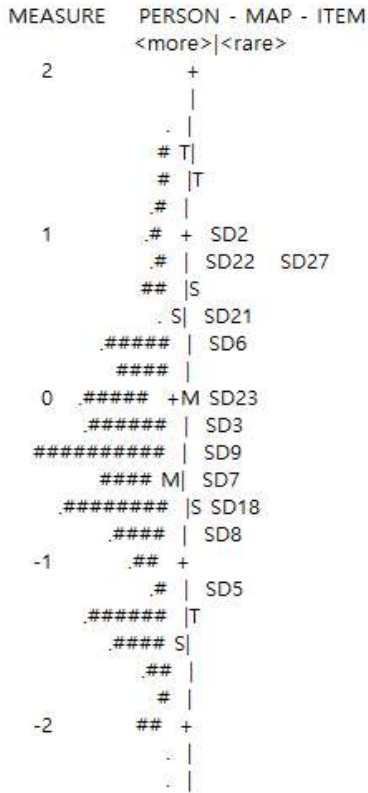 MEASURE PERSON - MAP - ITEM
<more>|<rare>
2 +
|
. |
# T|
# |T
.# |
1 .# + SD2
.# | SD22 SD27
## |S
. S| SD21
.##### | SD6
#### |
0 .##### +M SD23
.###### | SD3
########## | SD9
#### M| SD7
.######## |S SD18
.#### | SD8
-1 .## +
.# | SD5
.###### |T
.#### S|
.## |
# |
-2 ## +
. |
. |